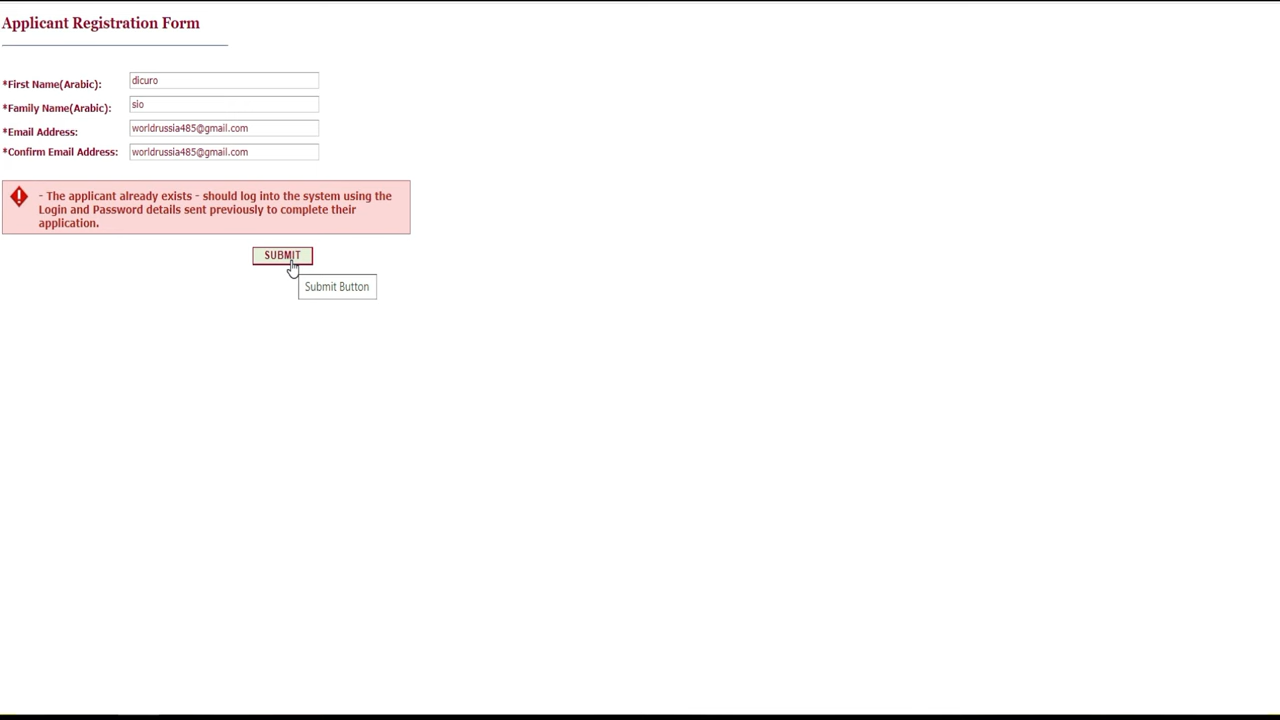 Applicant Registration Form
*First Name(Arabic): dicuro
*Family Name(Arabic): sio
*Email Address: worldrussia485@gmail.com
*Confirm Email Address: worldrussia485@gmail.com
- The applicant already exists - should log into the system using the
Login and Password details sent previously to complete their
application.
SUBMIT
Submit Button